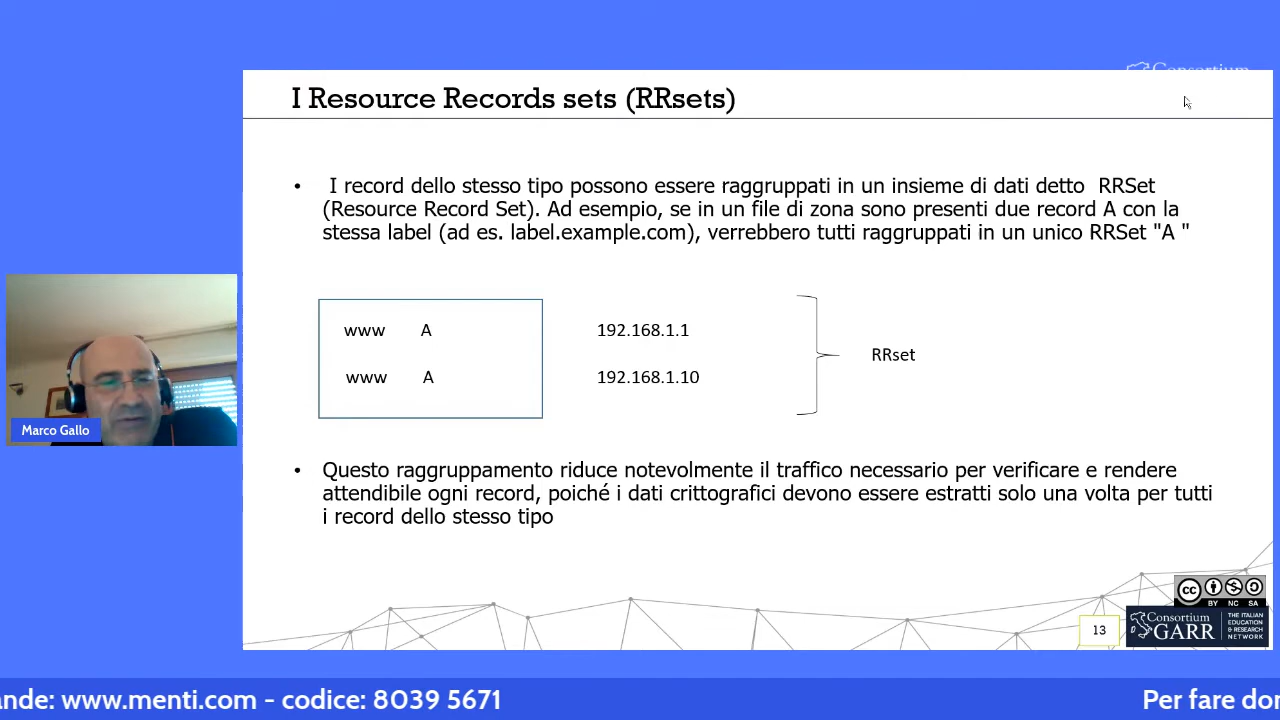 Consortium
I Resource Records sets (RRsets)
• I record dello stesso tipo possono essere raggruppati in un insieme di dati detto RRSet
(Resource Record Set). Ad esempio, se in un file di zona sono presenti due record A con la
stessa label (ad es. label.example.com), verrebbero tutti raggruppati in un unico RRSet "A "
www A 192.168.1.1
RRset
www A 192.168.1.10
Marco Gallo
• Questo raggruppamento riduce notevolmente il traffico necessario per verificare e rendere
attendibile ogni record, poiché i dati crittografici devono essere estratti solo una volta per tutti
i record dello stesso tipo
cc
BY NC SA
13
Consortium
GARR
THE ITALIAN
EDUCATION
& RESEARCH
NETWORK
ande: www.menti.com - codice: 8039 5671
Per fare do